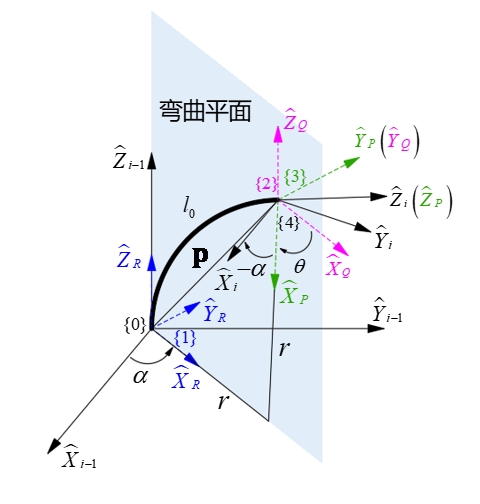 弯曲平面
Ẑ_Q
Ŷ_P(Ŷ_Q)
Ẑ_{i-1}
{2} {3}
l_0
Ẑ_i(Ẑ_P)
{4}
Ŷ_i
Ẑ_R
p
X̂_i
-α
θ
X̂_Q
X̂_P
Ŷ_R
Ŷ_{i-1}
{0}
{1}
r
α
X̂_R
r
X̂_{i-1}